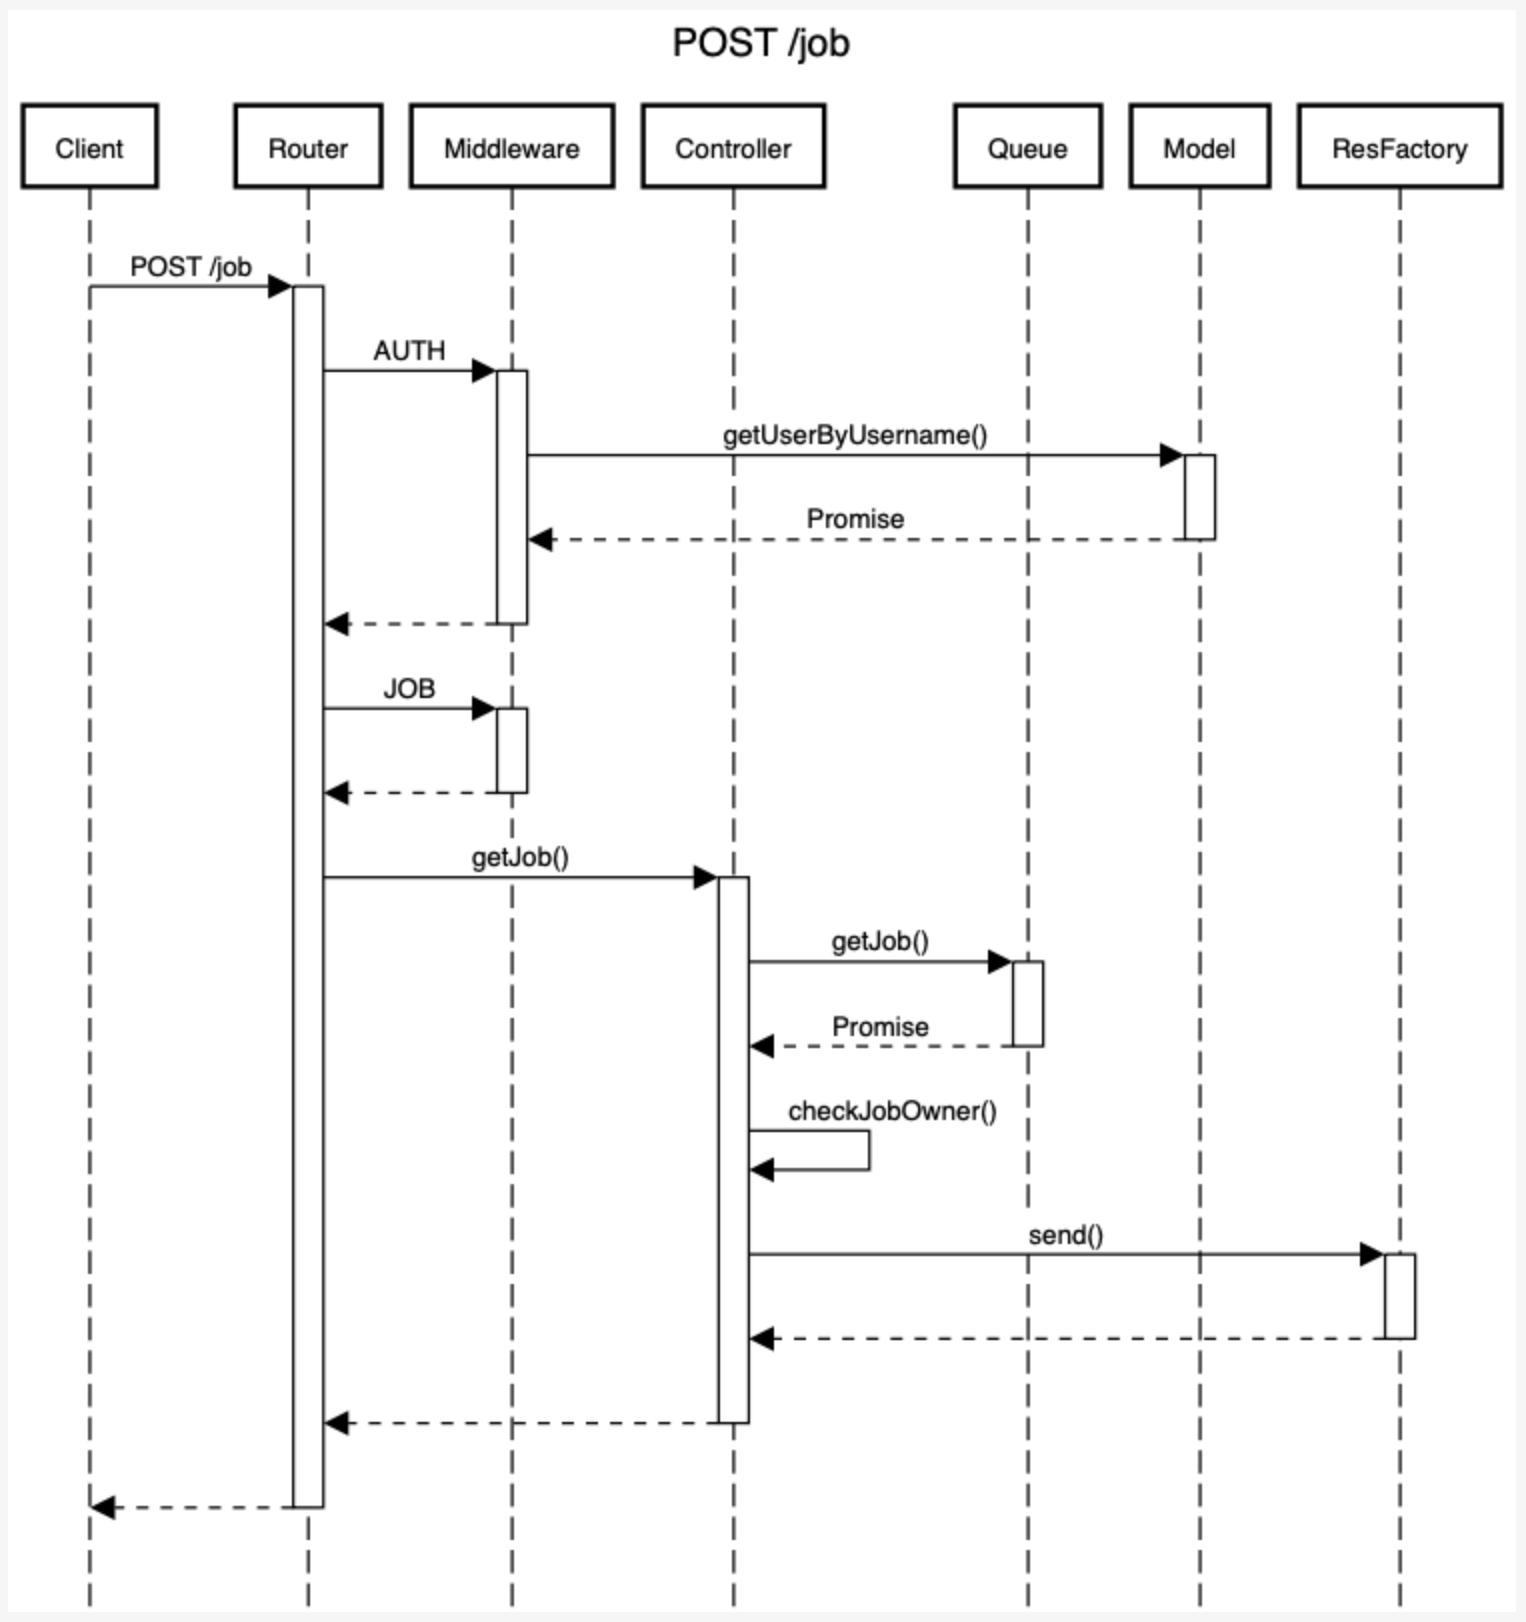 POST /job
Client
Router
Middleware
Controller
Queue
Model
ResFactory
POST /job
AUTH
getUserByUsername()
Promise
JOB
getJob()
getJob()
Promise
checkJobOwner()
send()